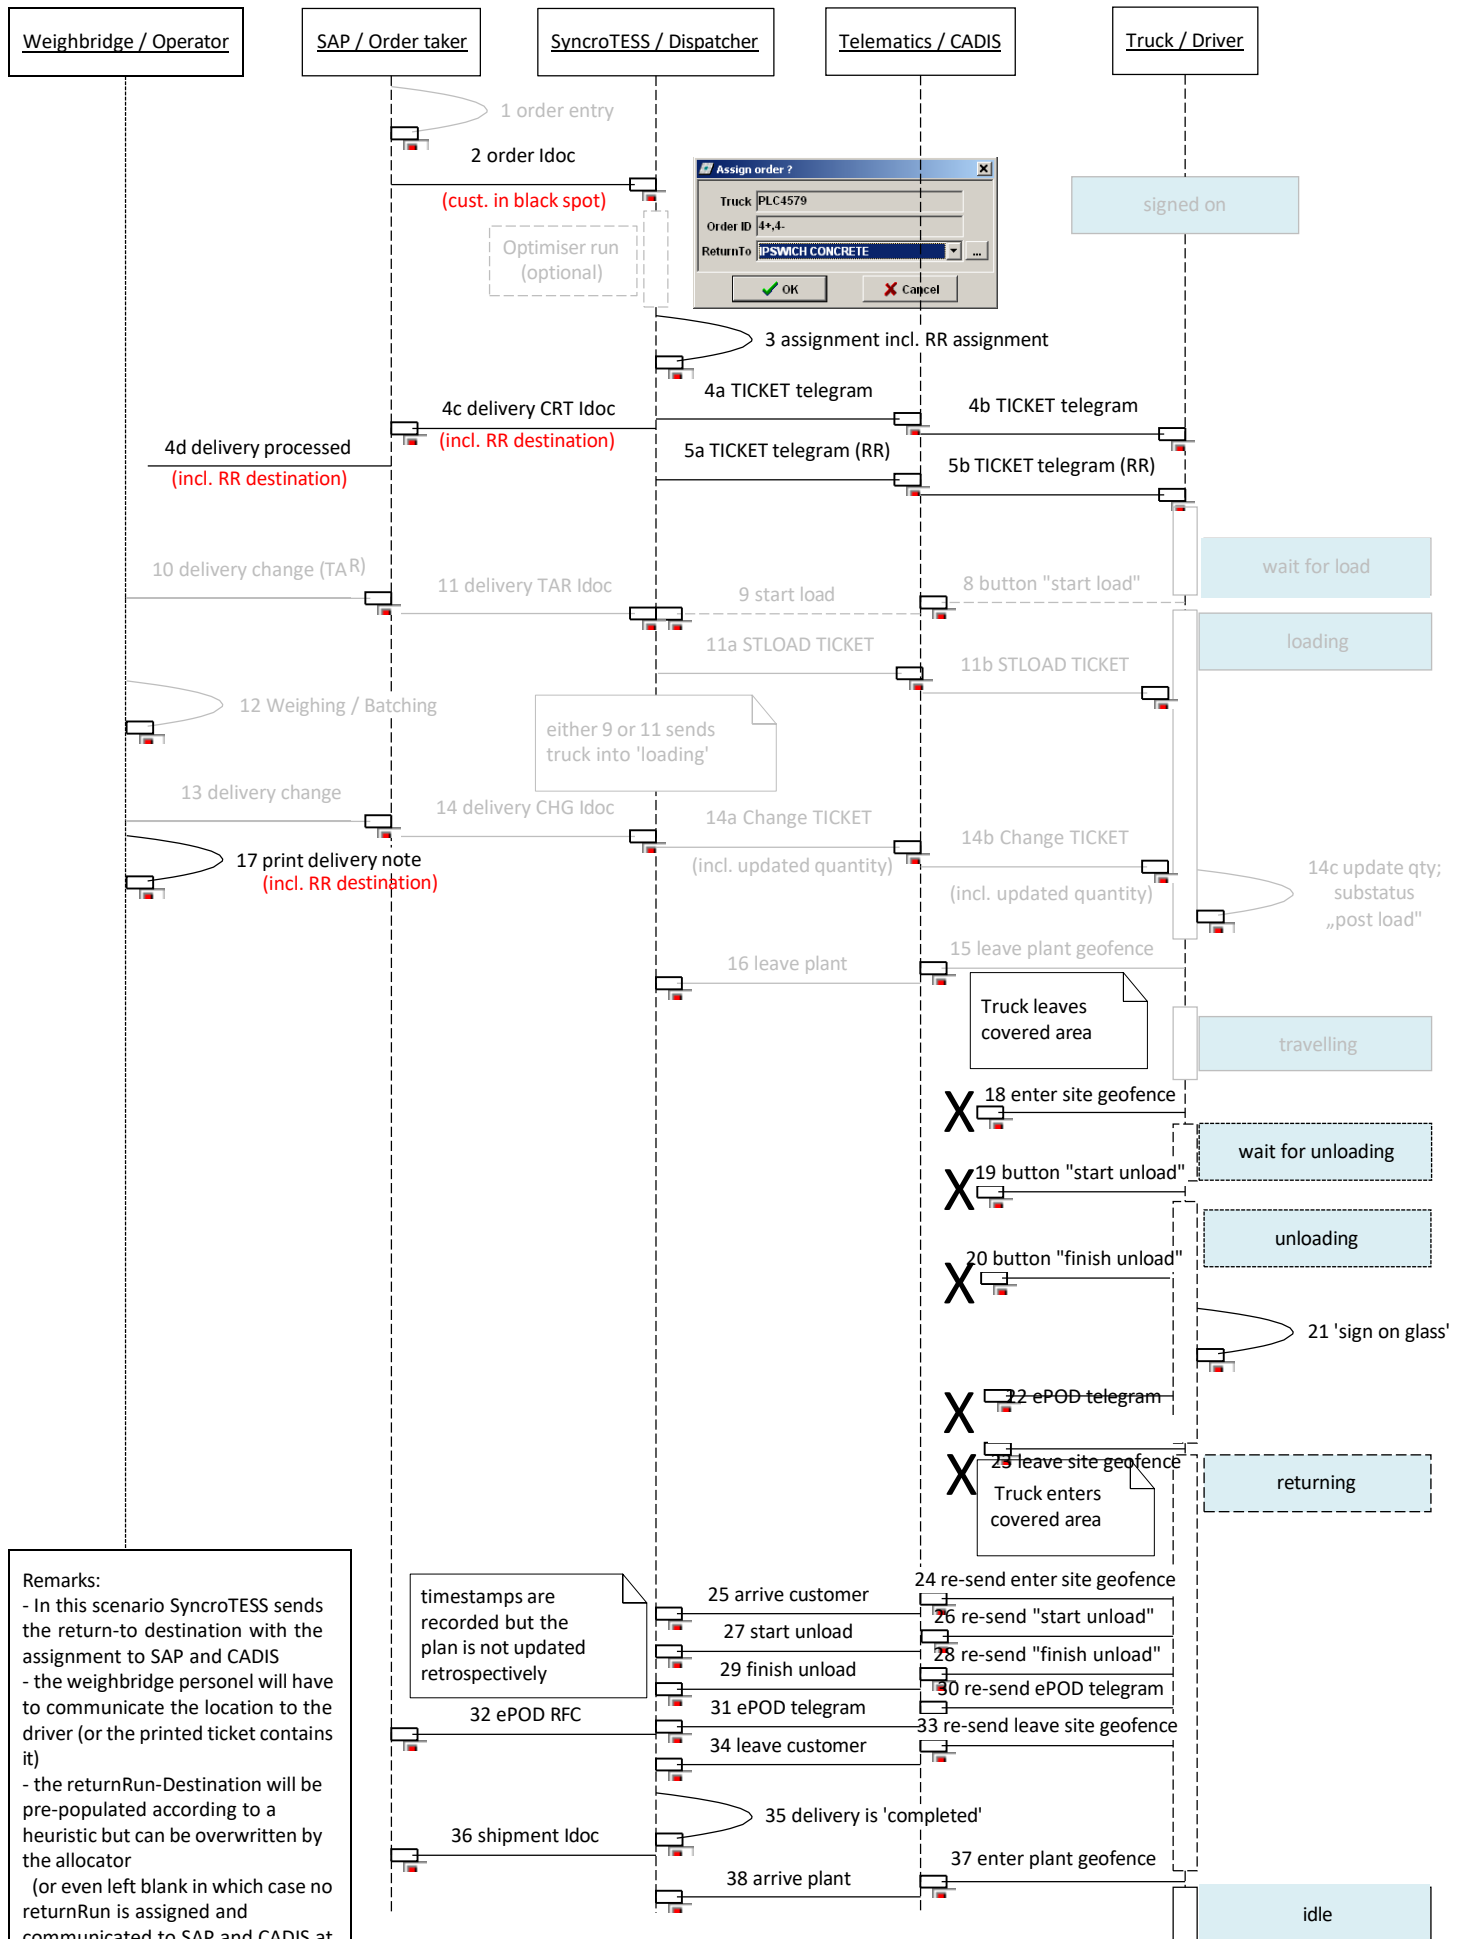 Weighbridge / Operator
SAP / Order taker
SyncroTESS / Dispatcher
Telematics / CADIS
Truck / Driver
1 order entry
2 order Idoc
(cust. in black spot)
Assign order ?
Truck PLC4579
Order ID 4+,4-
ReturnTo IPSWICH CONCRETE ...
OK
Cancel
signed on
Optimiser run
(optional)
3 assignment incl. RR assignment
4a TICKET telegram
4b TICKET telegram
4c delivery CRT Idoc
(incl. RR destination)
4d delivery processed
(incl. RR destination)
5a TICKET telegram (RR)
5b TICKET telegram (RR)
wait for load
10 delivery change (TAR)
11 delivery TAR Idoc
9 start load
8 button "start load"
loading
11a STLOAD TICKET
11b STLOAD TICKET
12 Weighing / Batching
either 9 or 11 sends
truck into 'loading'
13 delivery change
14 delivery CHG Idoc
14a Change TICKET
(incl. updated quantity)
14b Change TICKET
(incl. updated quantity)
17 print delivery note
(incl. RR destination)
14c update qty;
substatus
„post load"
15 leave plant geofence
16 leave plant
Truck leaves
covered area
travelling
18 enter site geofence
X
wait for unloading
19 button "start unload"
X
unloading
20 button "finish unload"
X
21 'sign on glass'
22 ePOD telegram
X
23 leave site geofence
X
Truck enters
covered area
returning
timestamps are
recorded but the
plan is not updated
retrospectively
24 re-send enter site geofence
25 arrive customer
26 re-send "start unload"
27 start unload
28 re-send "finish unload"
29 finish unload
30 re-send ePOD telegram
31 ePOD telegram
32 ePOD RFC
33 re-send leave site geofence
34 leave customer
35 delivery is 'completed'
36 shipment Idoc
37 enter plant geofence
38 arrive plant
idle
Remarks:
- In this scenario SyncroTESS sends
the return-to destination with the
assignment to SAP and CADIS
- the weighbridge personel will have
to communicate the location to the
driver (or the printed ticket contains
it)
- the returnRun-Destination will be
pre-populated according to a
heuristic but can be overwritten by
the allocator
(or even left blank in which case no
returnRun is assigned and
communicated to SAP and CADIS at